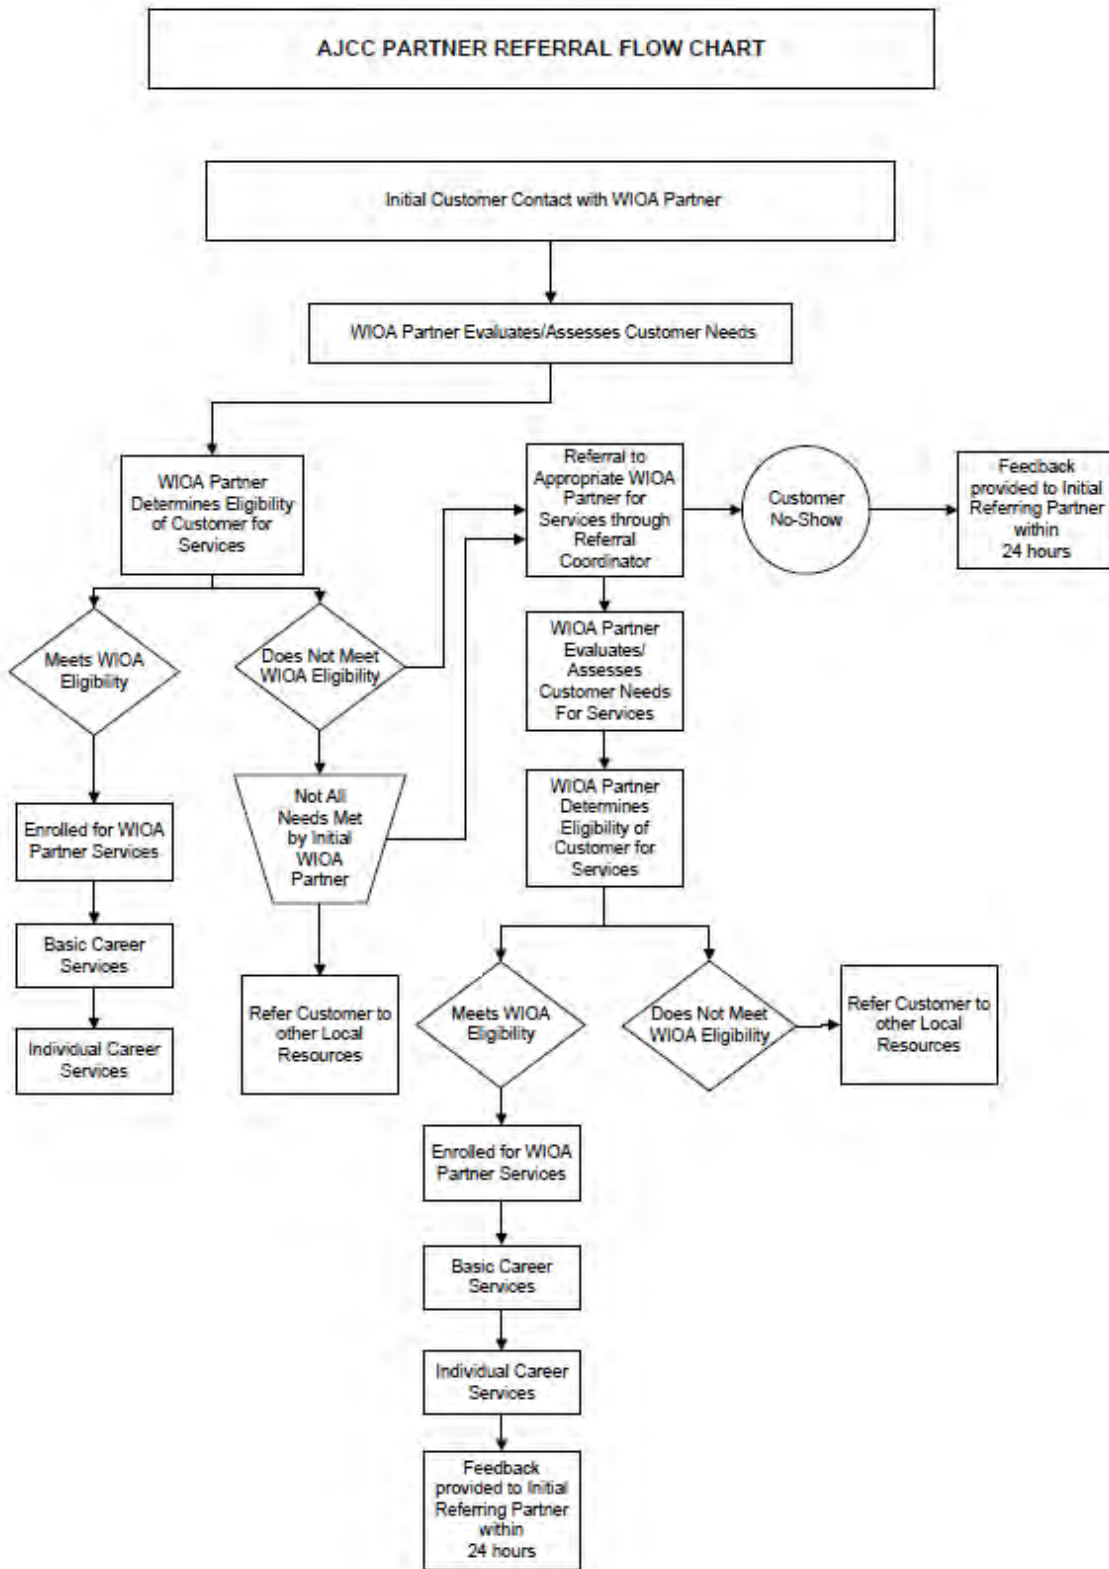 AJCC PARTNER REFERRAL FLOW CHART
Initial Customer Contact with WIOA Partner
WIOA Partner Evaluates/Assesses Customer Needs
WIOA Partner
Determines Eligibility
of Customer for
Services
Referral to
Appropriate WIOA
Partner for
Services through
Referral
Coordinator
Customer
No-Show
Feedback
provided to Initial
Referring Partner
within
24 hours
Meets WIOA
Eligibility
Does Not Meet
WIOA Eligibility
WIOA Partner
Evaluates/
Assesses
Customer Needs
For Services
Enrolled for WIOA
Partner Services
Not All
Needs Met
by Initial
WIOA
Partner
WIOA Partner
Determines
Eligibility of
Customer for
Services
Basic Career
Services
Individual Career
Services
Refer Customer to
other Local
Resources
Meets WIOA
Eligibility
Does Not Meet
WIOA Eligibility
Refer Customer to
other Local
Resources
Enrolled for WIOA
Partner Services
Basic Career
Services
Individual Career
Services
Feedback
provided to Initial
Referring Partner
within
24 hours